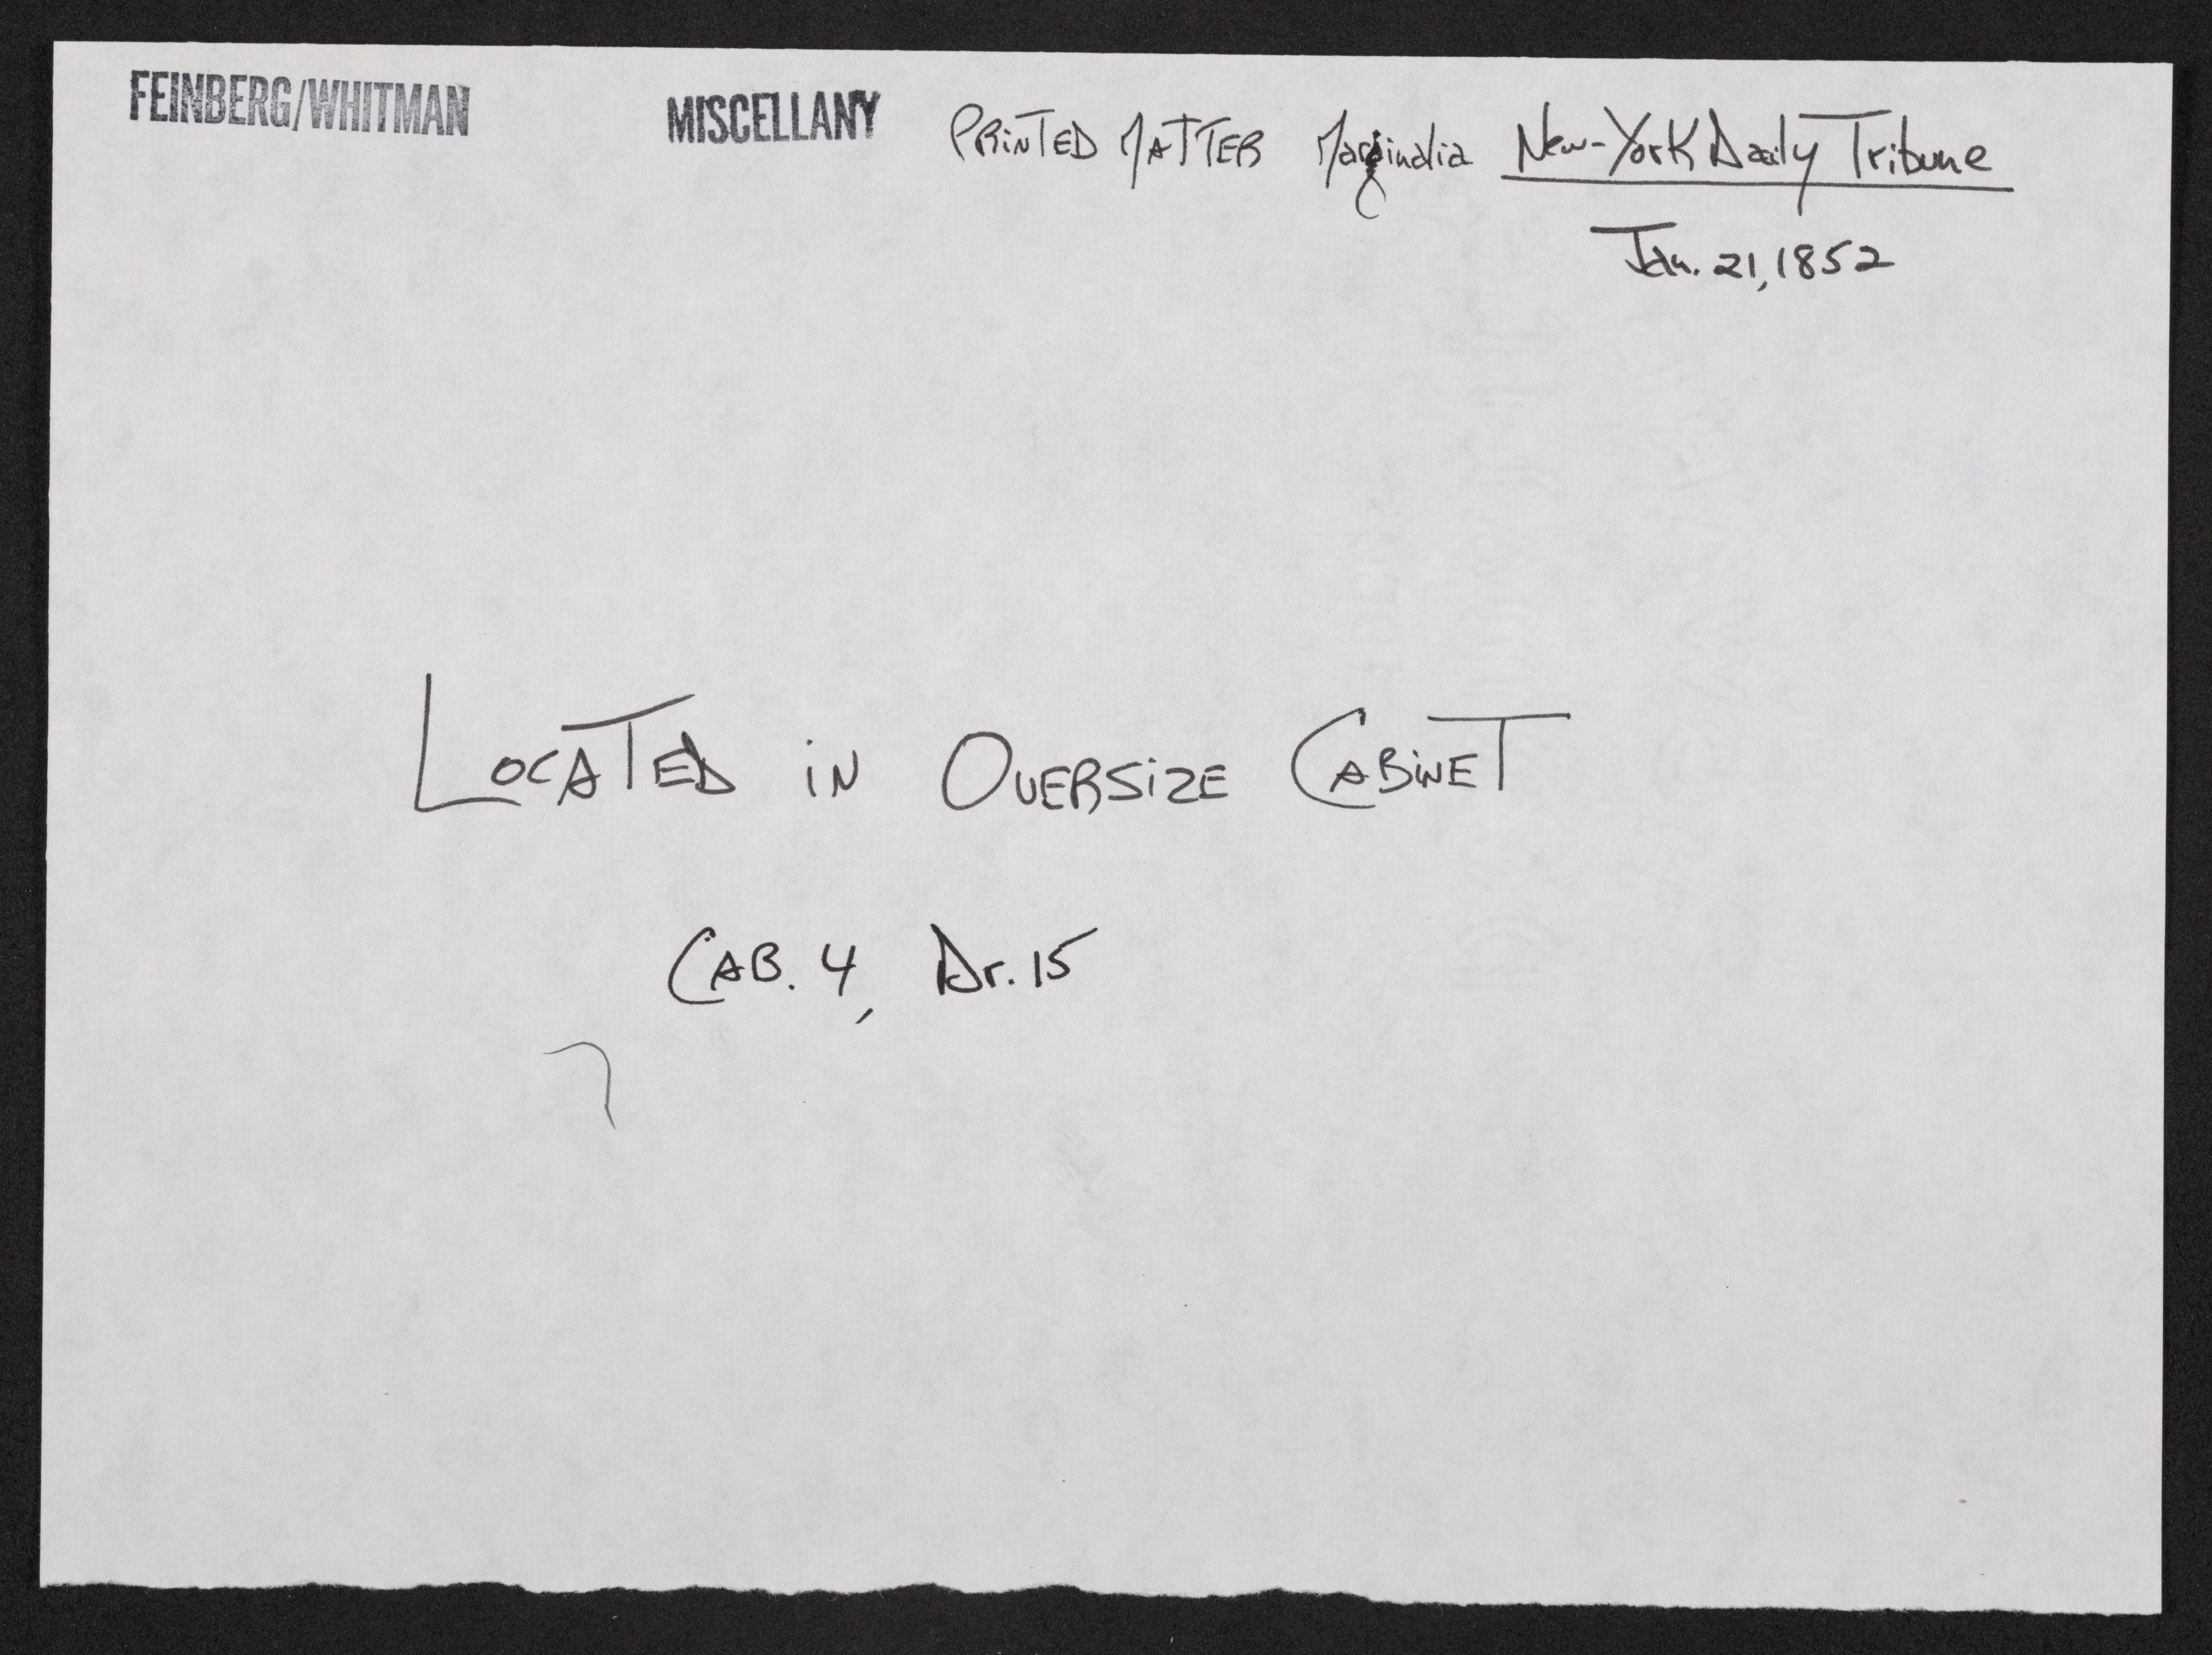 FEINBERG/WHITMAN MISCELLANY PRINTED MATTER Marginalia New-York Daily Tribune
Jan. 21, 1852
LOCATED iN OVERSiZE CABiNET
CAB. 4, Dr. 15